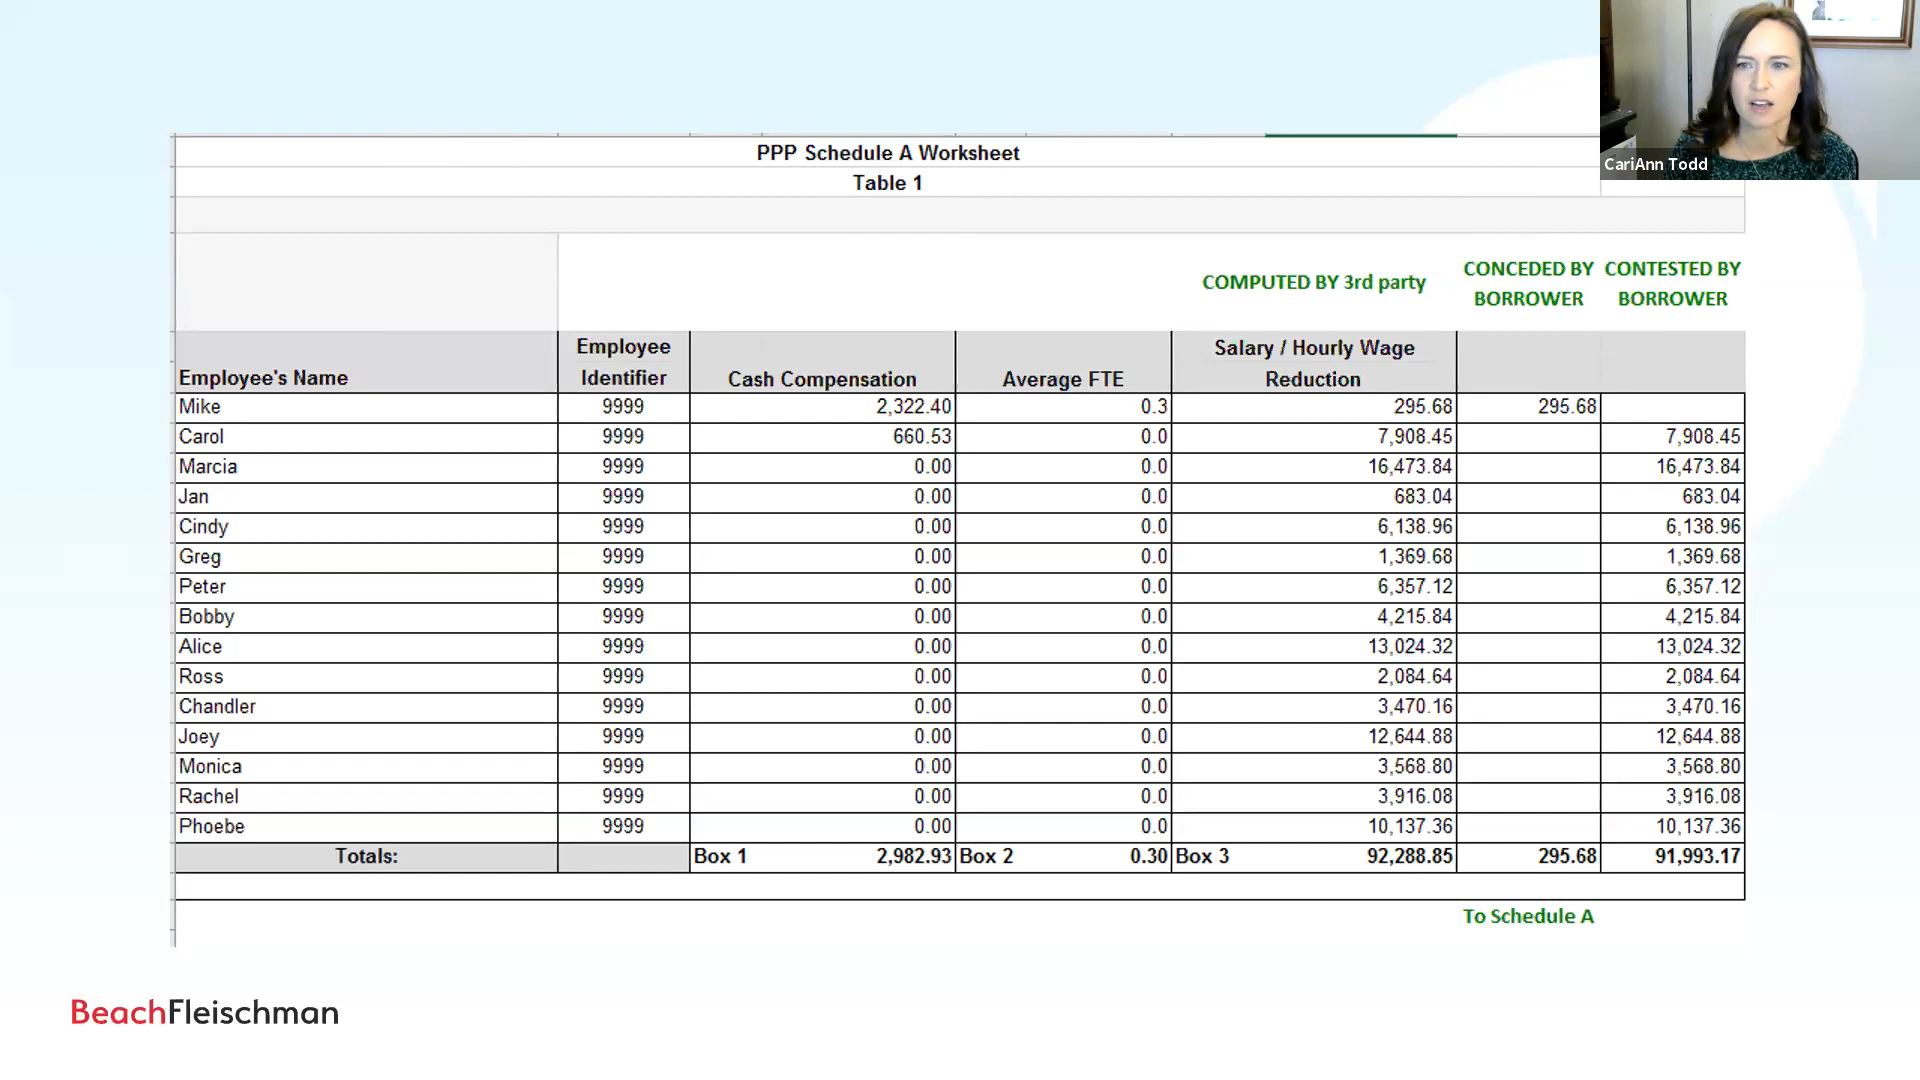 CariAnn Todd
PPP Schedule A Worksheet
Table 1
COMPUTED BY 3rd party
CONCEDED BY BORROWER
CONTESTED BY BORROWER
Employee's Name Employee Identifier Cash Compensation Average FTE Salary / Hourly Wage Reduction
Mike 9999 2,322.40 0.3 295.68 295.68
Carol 9999 660.53 0.0 7,908.45 7,908.45
Marcia 9999 0.00 0.0 16,473.84 16,473.84
Jan 9999 0.00 0.0 683.04 683.04
Cindy 9999 0.00 0.0 6,138.96 6,138.96
Greg 9999 0.00 0.0 1,369.68 1,369.68
Peter 9999 0.00 0.0 6,357.12 6,357.12
Bobby 9999 0.00 0.0 4,215.84 4,215.84
Alice 9999 0.00 0.0 13,024.32 13,024.32
Ross 9999 0.00 0.0 2,084.64 2,084.64
Chandler 9999 0.00 0.0 3,470.16 3,470.16
Joey 9999 0.00 0.0 12,644.88 12,644.88
Monica 9999 0.00 0.0 3,568.80 3,568.80
Rachel 9999 0.00 0.0 3,916.08 3,916.08
Phoebe 9999 0.00 0.0 10,137.36 10,137.36
Totals: Box 1 2,982.93 Box 2 0.30 Box 3 92,288.85 295.68 91,993.17
To Schedule A
BeachFleischman